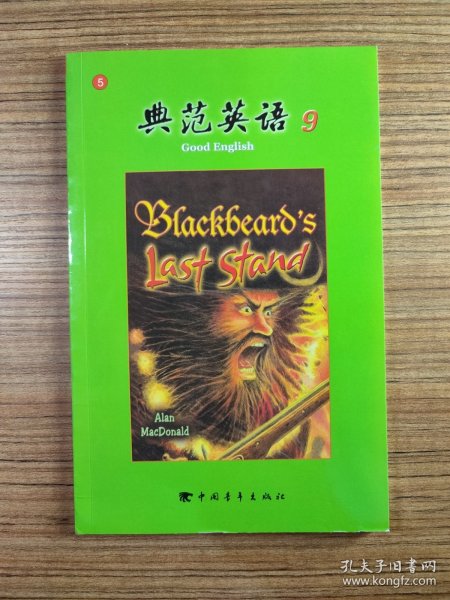 5
典范英语 9
Good English
Blackbeard's
Last Stand
Alan
MacDonald
中国青年出版社
孔夫子旧书网
www.kongfz.com